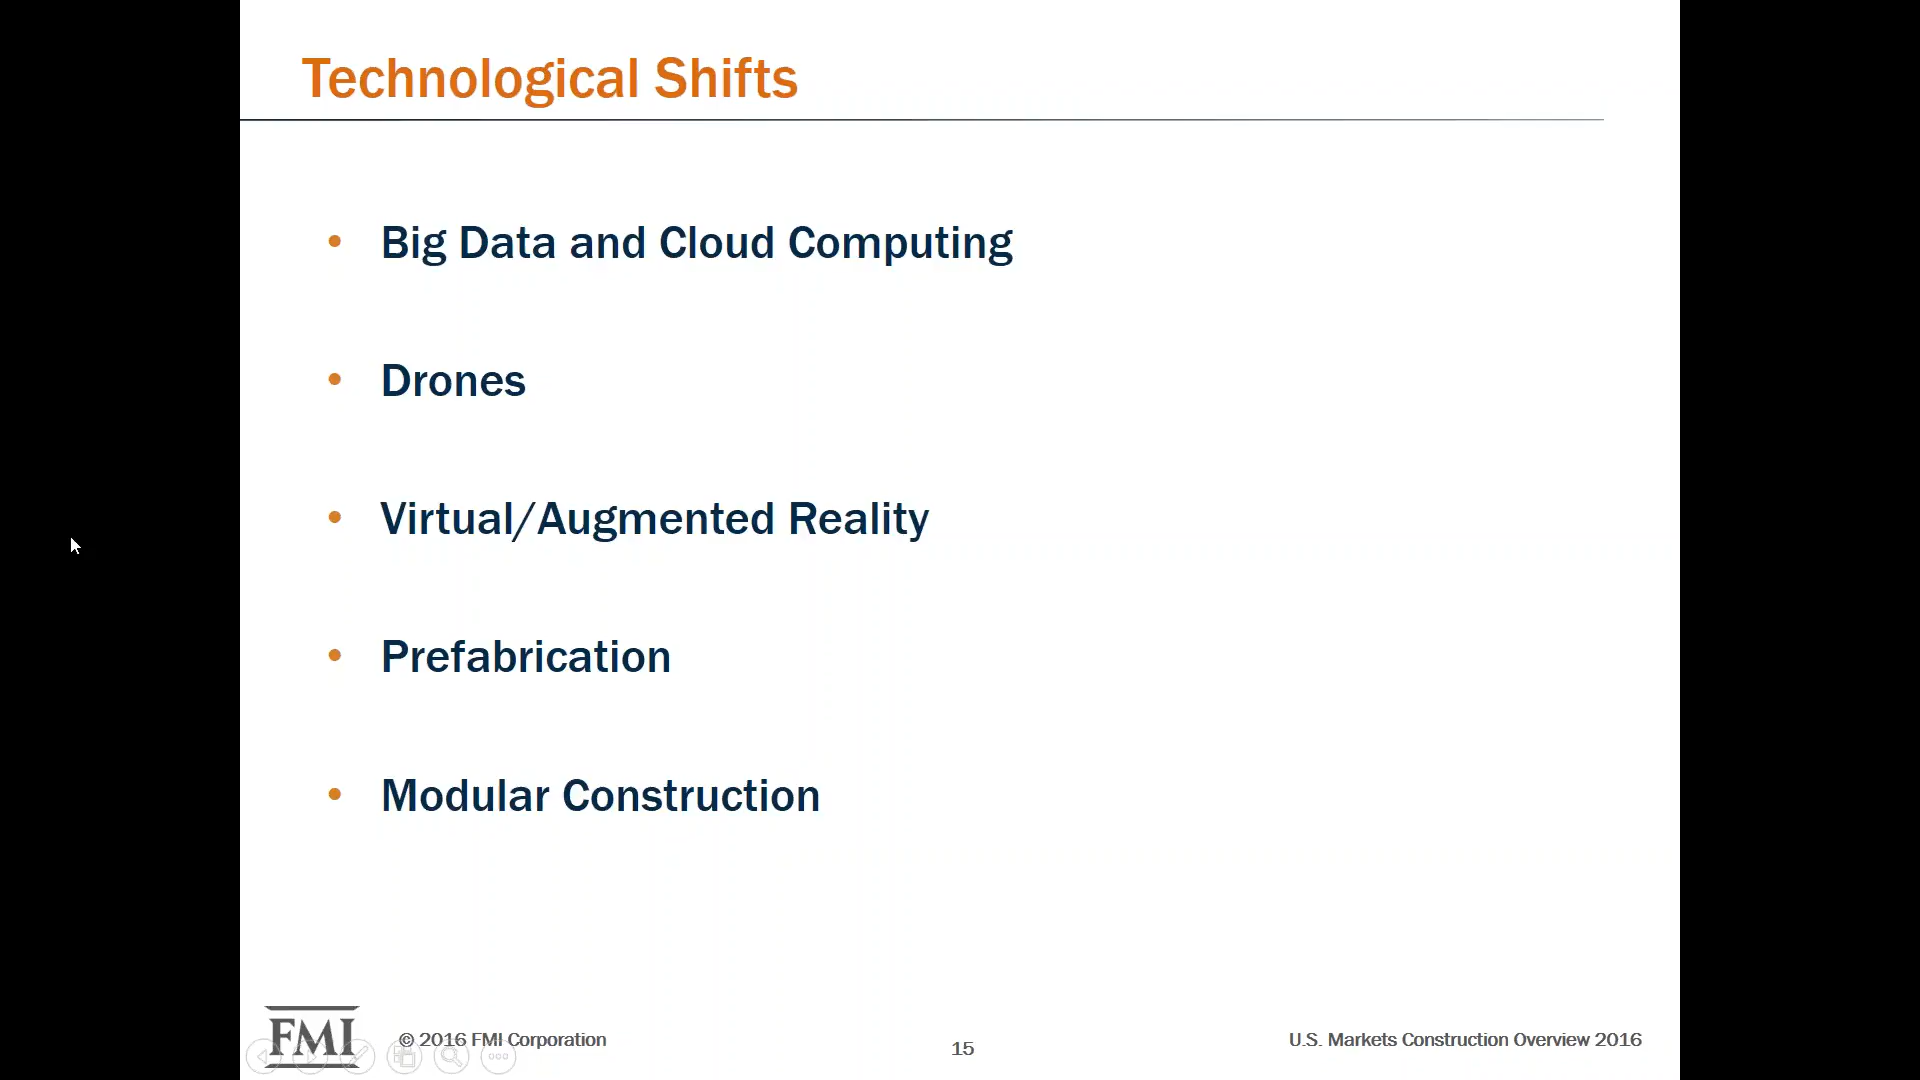 Technological Shifts
• Big Data and Cloud Computing
• Drones
• Virtual/Augmented Reality
• Prefabrication
• Modular Construction
FMI
© 2016 FMI Corporation
15
U.S. Markets Construction Overview 2016